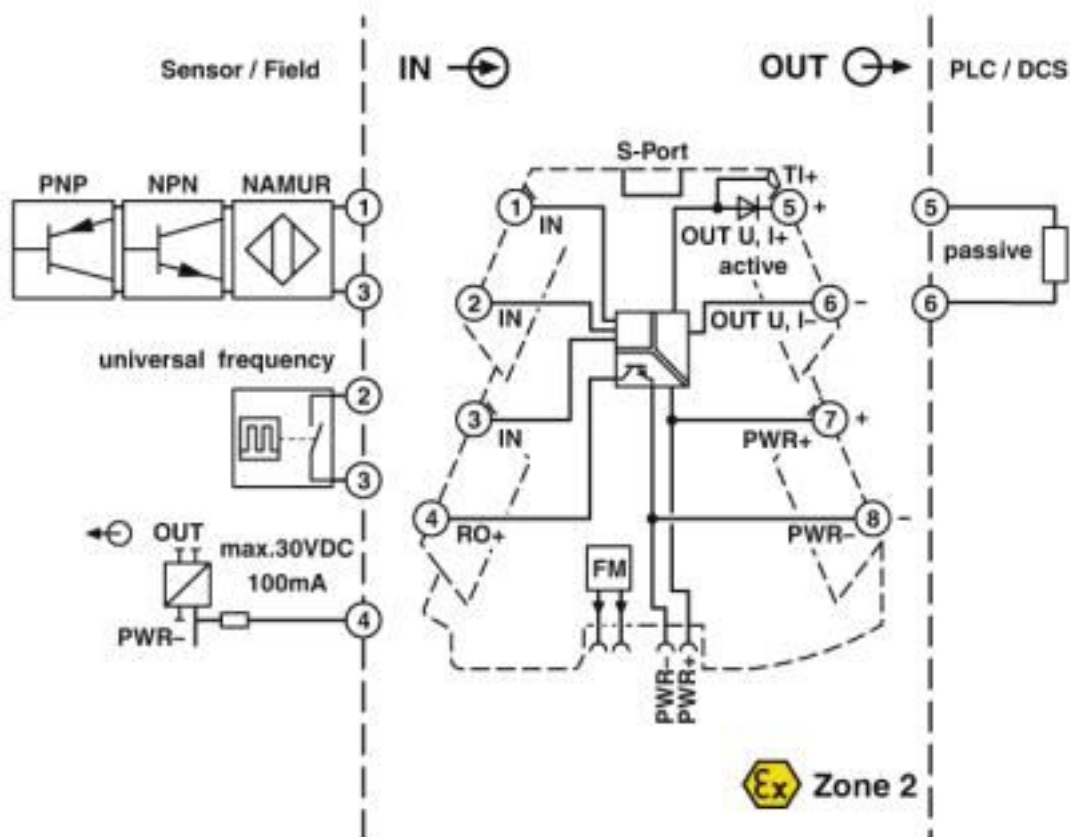 Sensor / Field
IN
OUT
PLC / DCS
S-Port
PNP
NPN
NAMUR
1
3
universal frequency
2
3
OUT
max.30VDC
100mA
PWR–
4
1
IN
2
IN
3
IN
4
RO+
TI+
5
+
OUT U, I+
active
6
–
OUT U, I–
7
+
PWR+
8
–
PWR–
FM
PWR–
PWR+
5
passive
6
Ex
Zone 2